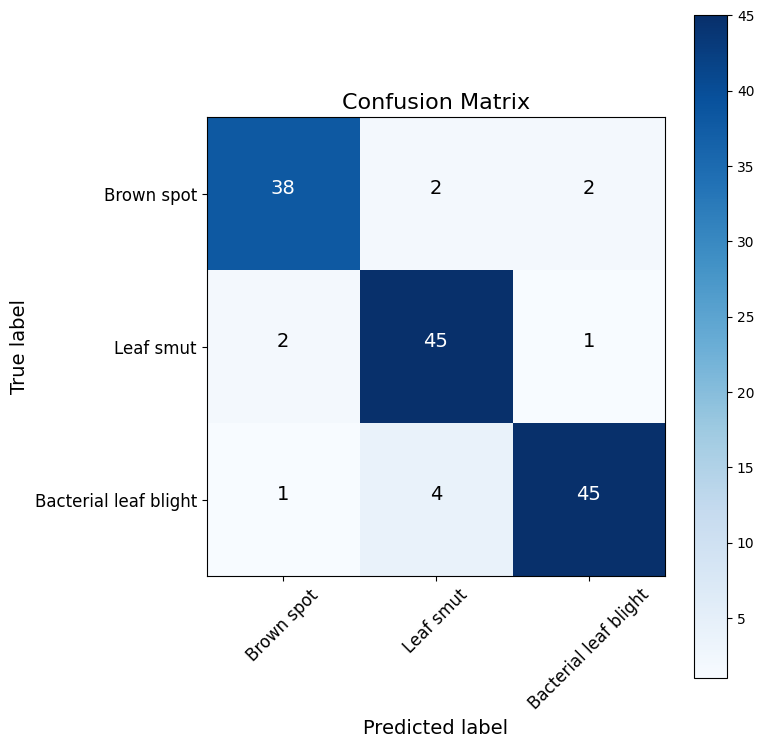 Confusion Matrix
True label
Brown spot
38 2 2
Leaf smut
2 45 1
Bacterial leaf blight
1 4 45
Brown spot
Leaf smut
Bacterial leaf blight
Predicted label
45
40
35
30
25
20
15
10
5